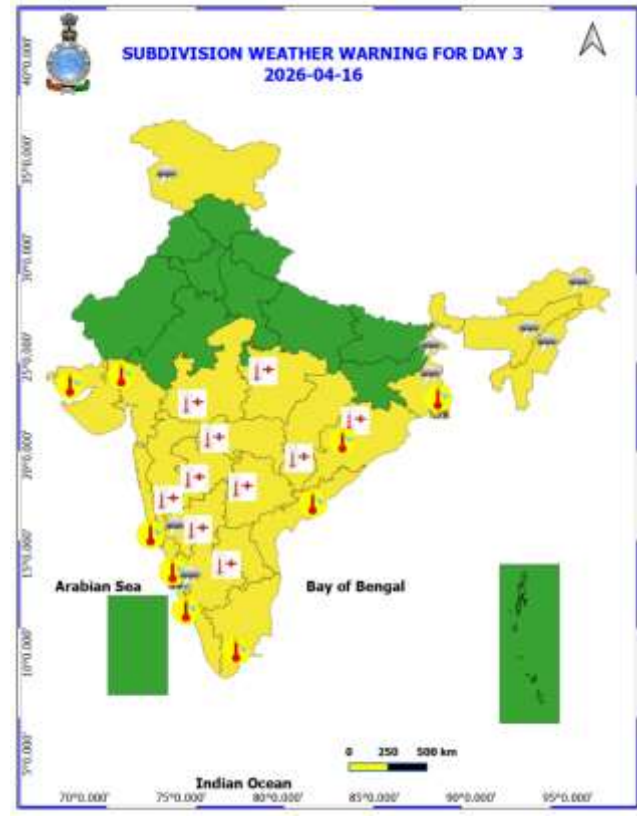 SUBDIVISION WEATHER WARNING FOR DAY 3
2026-04-16
40°0.000'
35°0.000'
30°0.000'
25°0.000'
20°0.000'
15°0.000'
10°0.000'
5°0.000'
Arabian Sea
Bay of Bengal
0 250 500 km
Indian Ocean
70°0.000' 75°0.000' 80°0.000' 85°0.000' 90°0.000' 95°0.000'